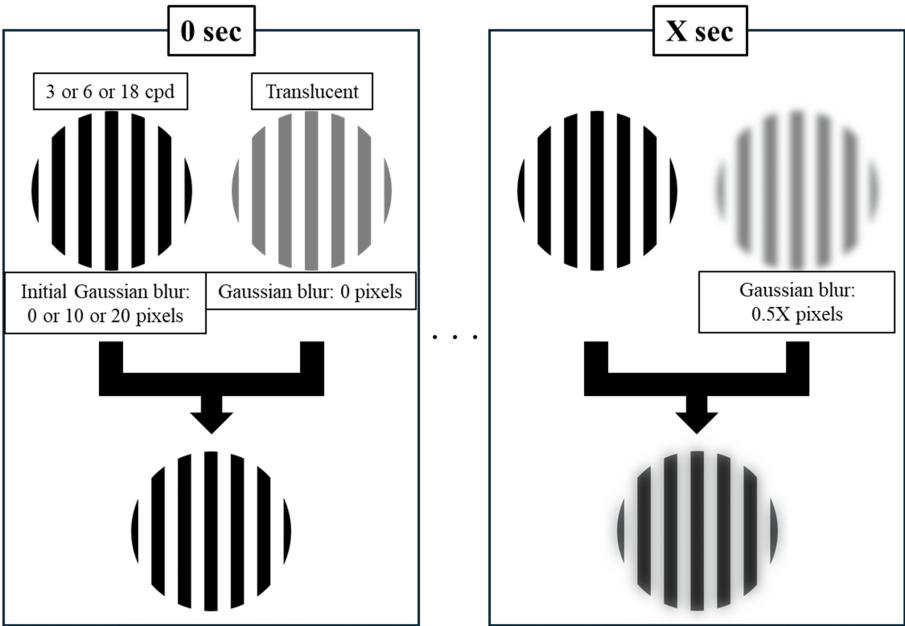 0 sec
3 or 6 or 18 cpd
Translucent
Initial Gaussian blur:
0 or 10 or 20 pixels
Gaussian blur: 0 pixels
. . .
X sec
Gaussian blur:
0.5X pixels